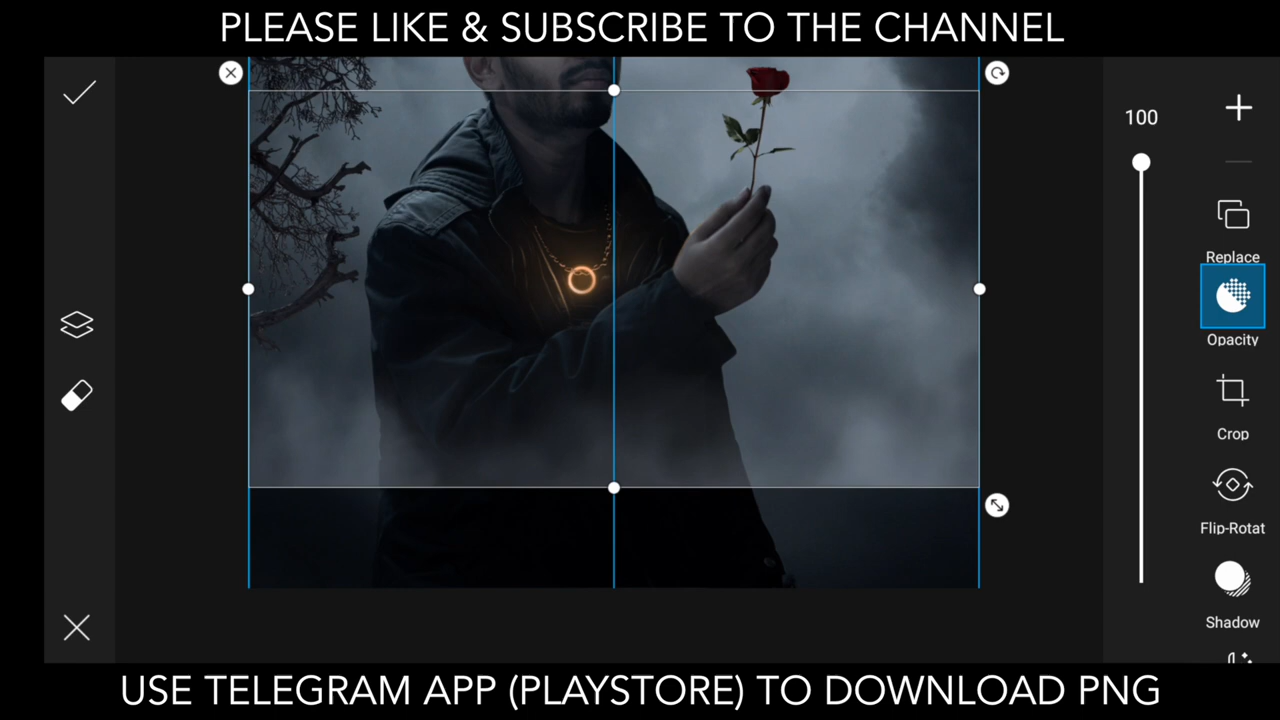 PLEASE LIKE & SUBSCRIBE TO THE CHANNEL
100
Replace
Opacity
Crop
Flip-Rotat
Shadow
USE TELEGRAM APP (PLAYSTORE) TO DOWNLOAD PNG